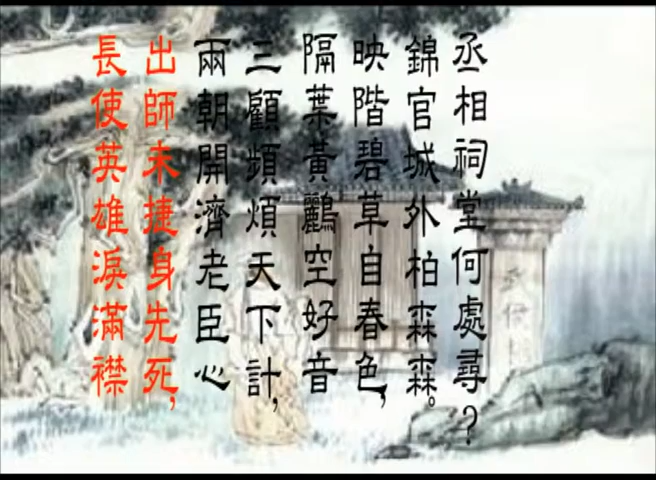 丞相祠堂何處尋?
錦官城外柏森森。
映階碧草自春色,
隔葉黃鸝空好音
三顧頻煩天下計,
兩朝開濟老臣心
出師未捷身先死,
長使英雄淚滿襟